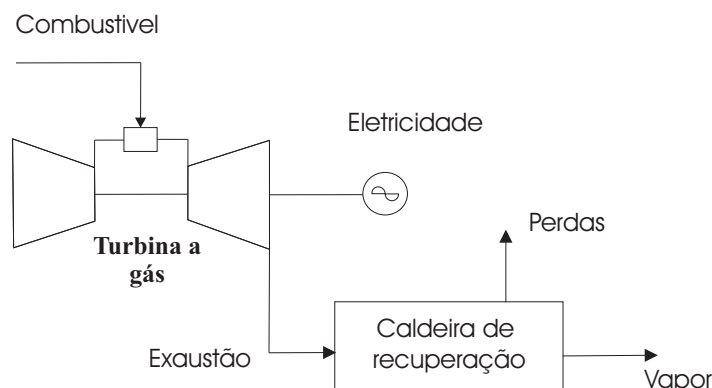 Combustivel
Eletricidade
Turbina a
gás
Perdas
Caldeira de
recuperação
Exaustão
Vapor